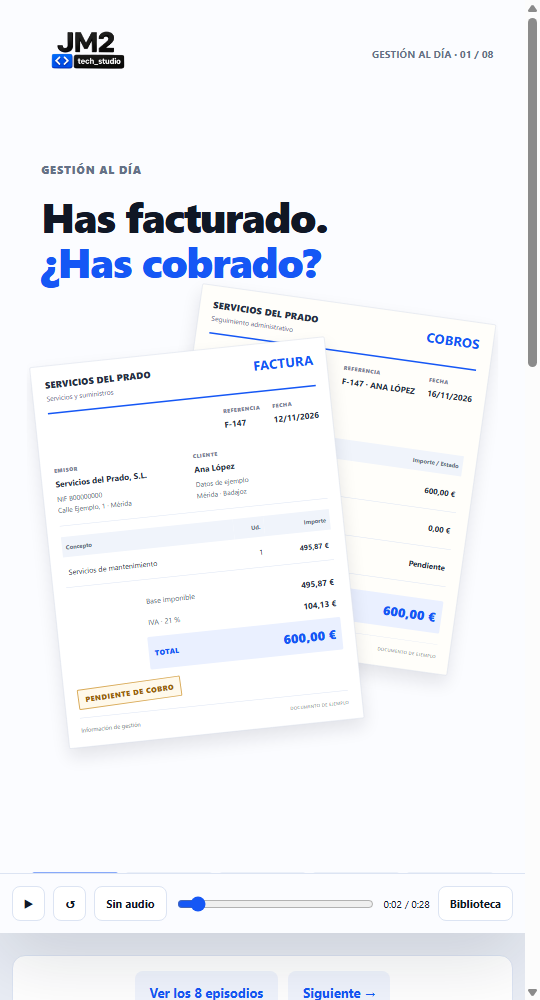 JM2
<> tech_studio
GESTIÓN AL DÍA · 01 / 08
GESTIÓN AL DÍA
Has facturado.
¿Has cobrado?
SERVICIOS DEL PRADO
Seguimiento administrativo
COBROS
REFERENCIA
FECHA
F-147 · ANA LÓPEZ
16/11/2026
Importe / Estado
600,00 €
0,00 €
Pendiente
600,00 €
DOCUMENTO DE EJEMPLO
SERVICIOS DEL PRADO
Servicios y suministros
FACTURA
REFERENCIA
FECHA
F-147
12/11/2026
EMISOR
CLIENTE
Servicios del Prado, S.L.
Ana López
NIF B00000000
Datos de ejemplo
Calle Ejemplo, 1 · Mérida
Mérida · Badajoz
Concepto Ud. Importe
Servicios de mantenimiento 1 495,87 €
Base imponible 495,87 €
IVA · 21 % 104,13 €
TOTAL 600,00 €
PENDIENTE DE COBRO
Información de gestión
DOCUMENTO DE EJEMPLO
Sin audio
0:02 / 0:28
Biblioteca
Ver los 8 episodios
Siguiente →